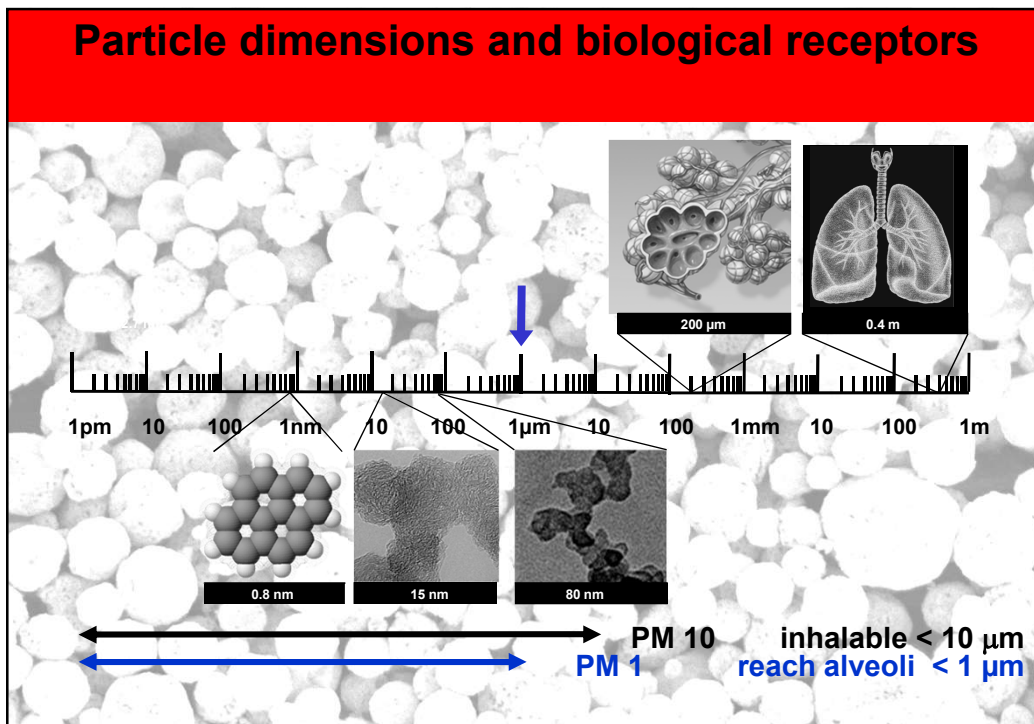 Particle dimensions and biological receptors
200 µm
0.4 m
1pm 10 100 1nm 10 100 1µm 10 100 1mm 10 100 1m
0.8 nm
15 nm
80 nm
PM 10 inhalable < 10 µm
PM 1 reach alveoli < 1 µm